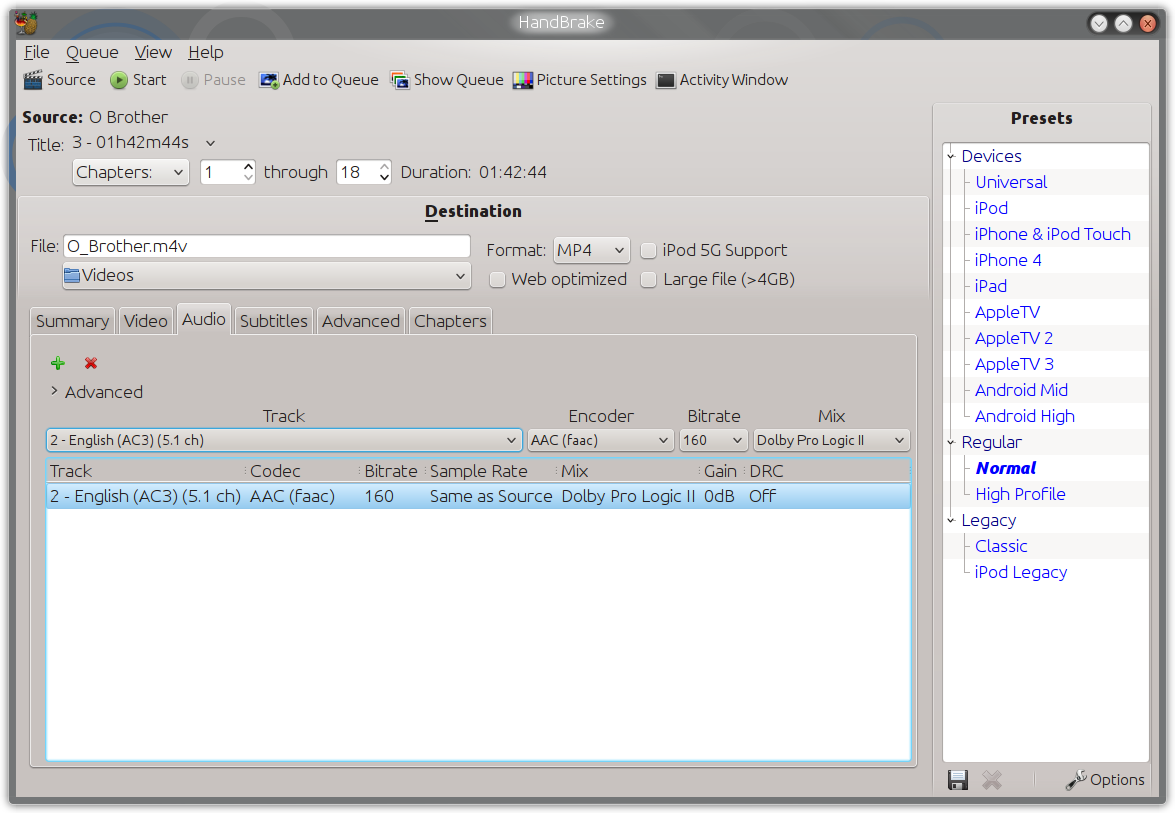 HandBrake
File Queue View Help
Source Start Pause Add to Queue Show Queue Picture Settings Activity Window
Source: O Brother
Title: 3 - 01h42m44s
Chapters: 1 through 18 Duration: 01:42:44
Destination
File: O_Brother.m4v Format: MP4 iPod 5G Support
Videos Web optimized Large file (>4GB)
Summary Video Audio Subtitles Advanced Chapters
Advanced
Track Encoder Bitrate Mix
2 - English (AC3) (5.1 ch) AAC (faac) 160 Dolby Pro Logic II
Track Codec Bitrate Sample Rate Mix Gain DRC
2 - English (AC3) (5.1 ch) AAC (faac) 160 Same as Source Dolby Pro Logic II 0dB Off
Presets
Devices
Universal
iPod
iPhone & iPod Touch
iPhone 4
iPad
AppleTV
AppleTV 2
AppleTV 3
Android Mid
Android High
Regular
Normal
High Profile
Legacy
Classic
iPod Legacy
Options